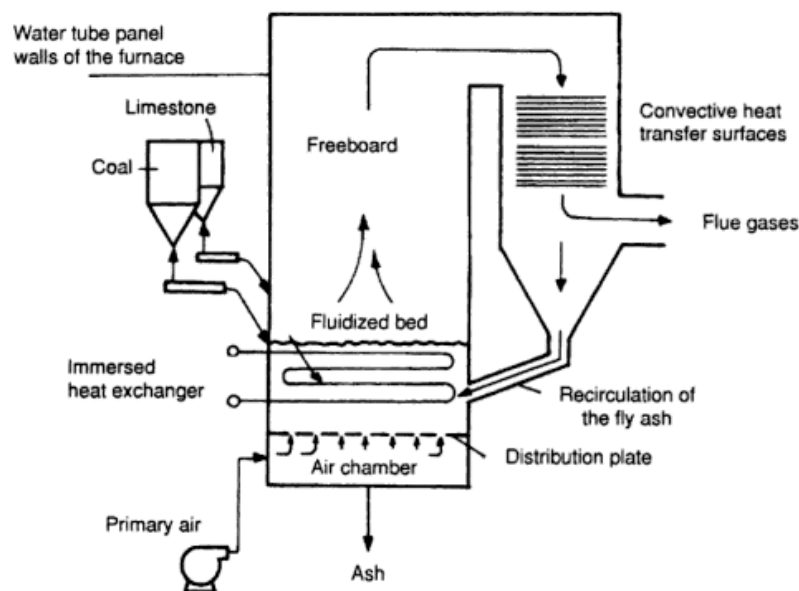 Water tube panel
walls of the furnace
Limestone
Coal
Freeboard
Convective heat
transfer surfaces
Flue gases
Fluidized bed
Immersed
heat exchanger
Recirculation of
the fly ash
Distribution plate
Air chamber
Primary air
Ash